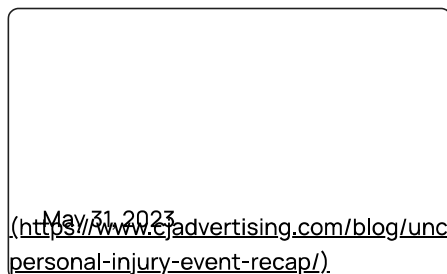 May 31, 2023
(https://www.cjadvertising.com/blog/unc
personal-injury-event-recap/)